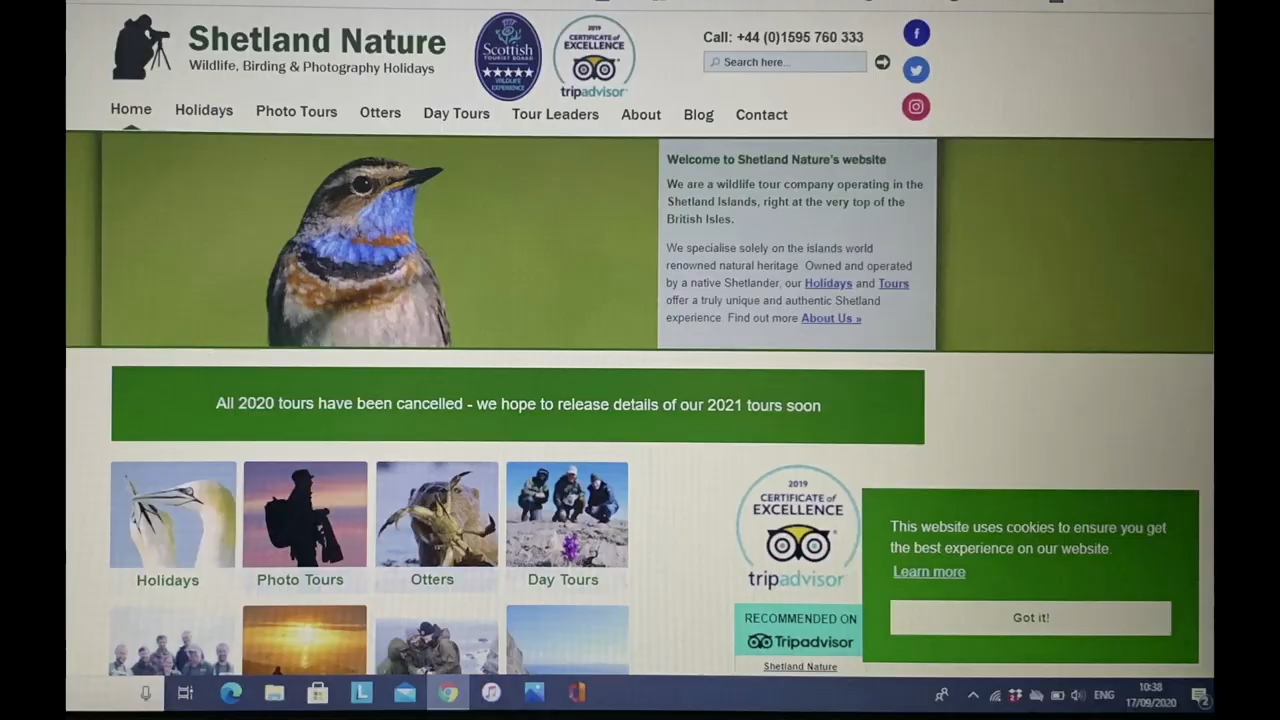 Shetland Nature
Wildlife, Birding & Photography Holidays
Scottish
TOURIST BOARD
WILDLIFE
EXPERIENCE
2019
CERTIFICATE of
EXCELLENCE
tripadvisor
Call: +44 (0)1595 760 333
Search here...
Home Holidays Photo Tours Otters Day Tours Tour Leaders About Blog Contact
Welcome to Shetland Nature's website
We are a wildlife tour company operating in the
Shetland Islands, right at the very top of the
British Isles.
We specialise solely on the islands world
renowned natural heritage Owned and operated
by a native Shetlander, our Holidays and Tours
offer a truly unique and authentic Shetland
experience. Find out more About Us »
All 2020 tours have been cancelled - we hope to release details of our 2021 tours soon
Holidays Photo Tours Otters Day Tours
2019
CERTIFICATE of
EXCELLENCE
tripadvisor
RECOMMENDED ON
Tripadvisor
Shetland Nature
This website uses cookies to ensure you get
the best experience on our website.
Learn more
Got it!
L
ENG
10:38
17/09/2020
2